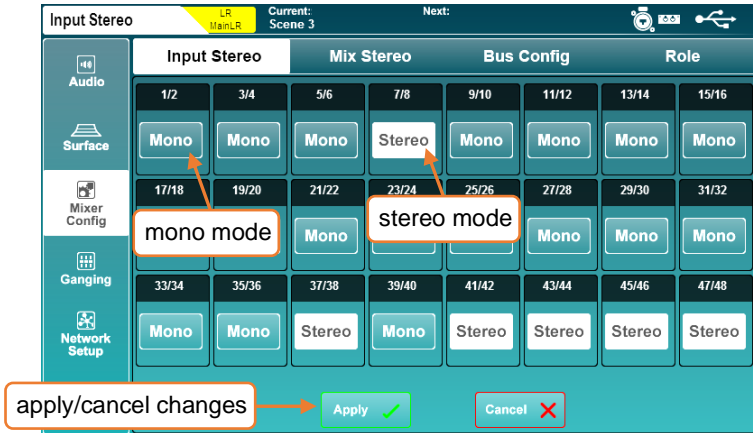 Input Stereo
LR
MainLR
Current:
Scene 3
Next:
Audio
Surface
Mixer
Config
Ganging
Network
Setup
Input Stereo Mix Stereo Bus Config Role
1/2 3/4 5/6 7/8 9/10 11/12 13/14 15/16
Mono Mono Mono Stereo Mono Mono Mono Mono
17/18 19/20 21/22 23/24 25/26 27/28 29/30 31/32
mono mode
stereo mode
Mono Mono Mono Mono
33/34 35/36 37/38 39/40 41/42 43/44 45/46 47/48
Mono Mono Stereo Mono Stereo Stereo Stereo Stereo
apply/cancel changes
Apply Cancel